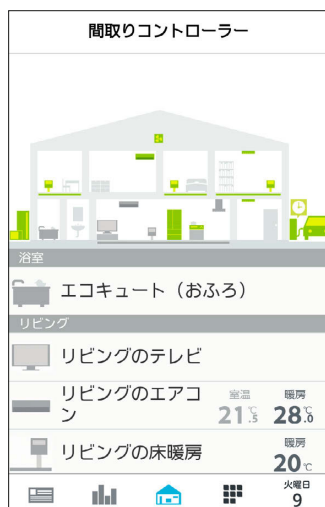 間取りコントローラー
浴室
エコキュート（おふろ）
リビング
リビングのテレビ
リビングのエアコ
ン
室温
21.5℃
暖房
28.0℃
リビングの床暖房
暖房
20℃
火曜日
9